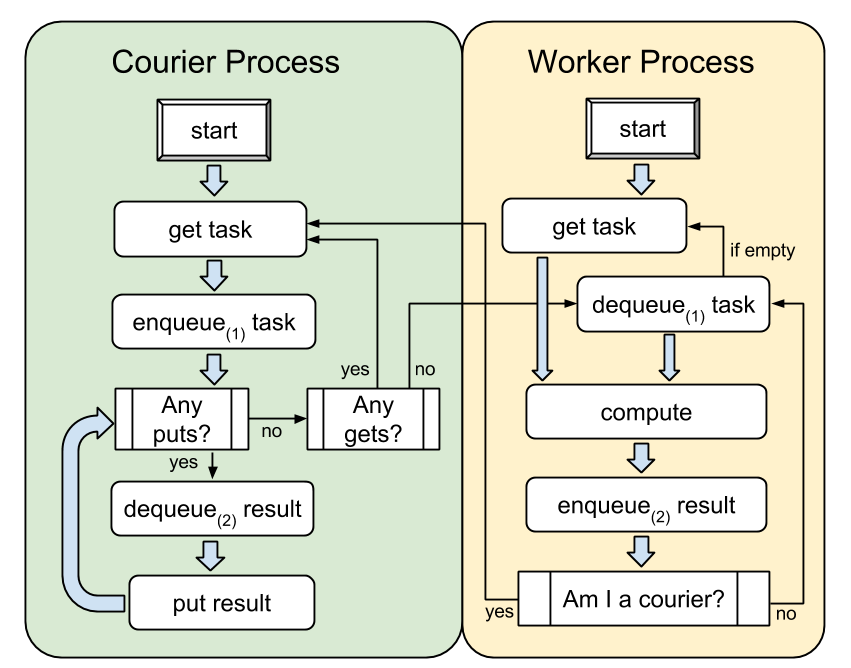 Courier Process
start
get task
enqueue(1) task
yes
no
Any
puts?
no
Any
gets?
yes
dequeue(2) result
put result
Worker Process
start
get task
if empty
dequeue(1) task
compute
enqueue(2) result
Am I a courier?
yes
no